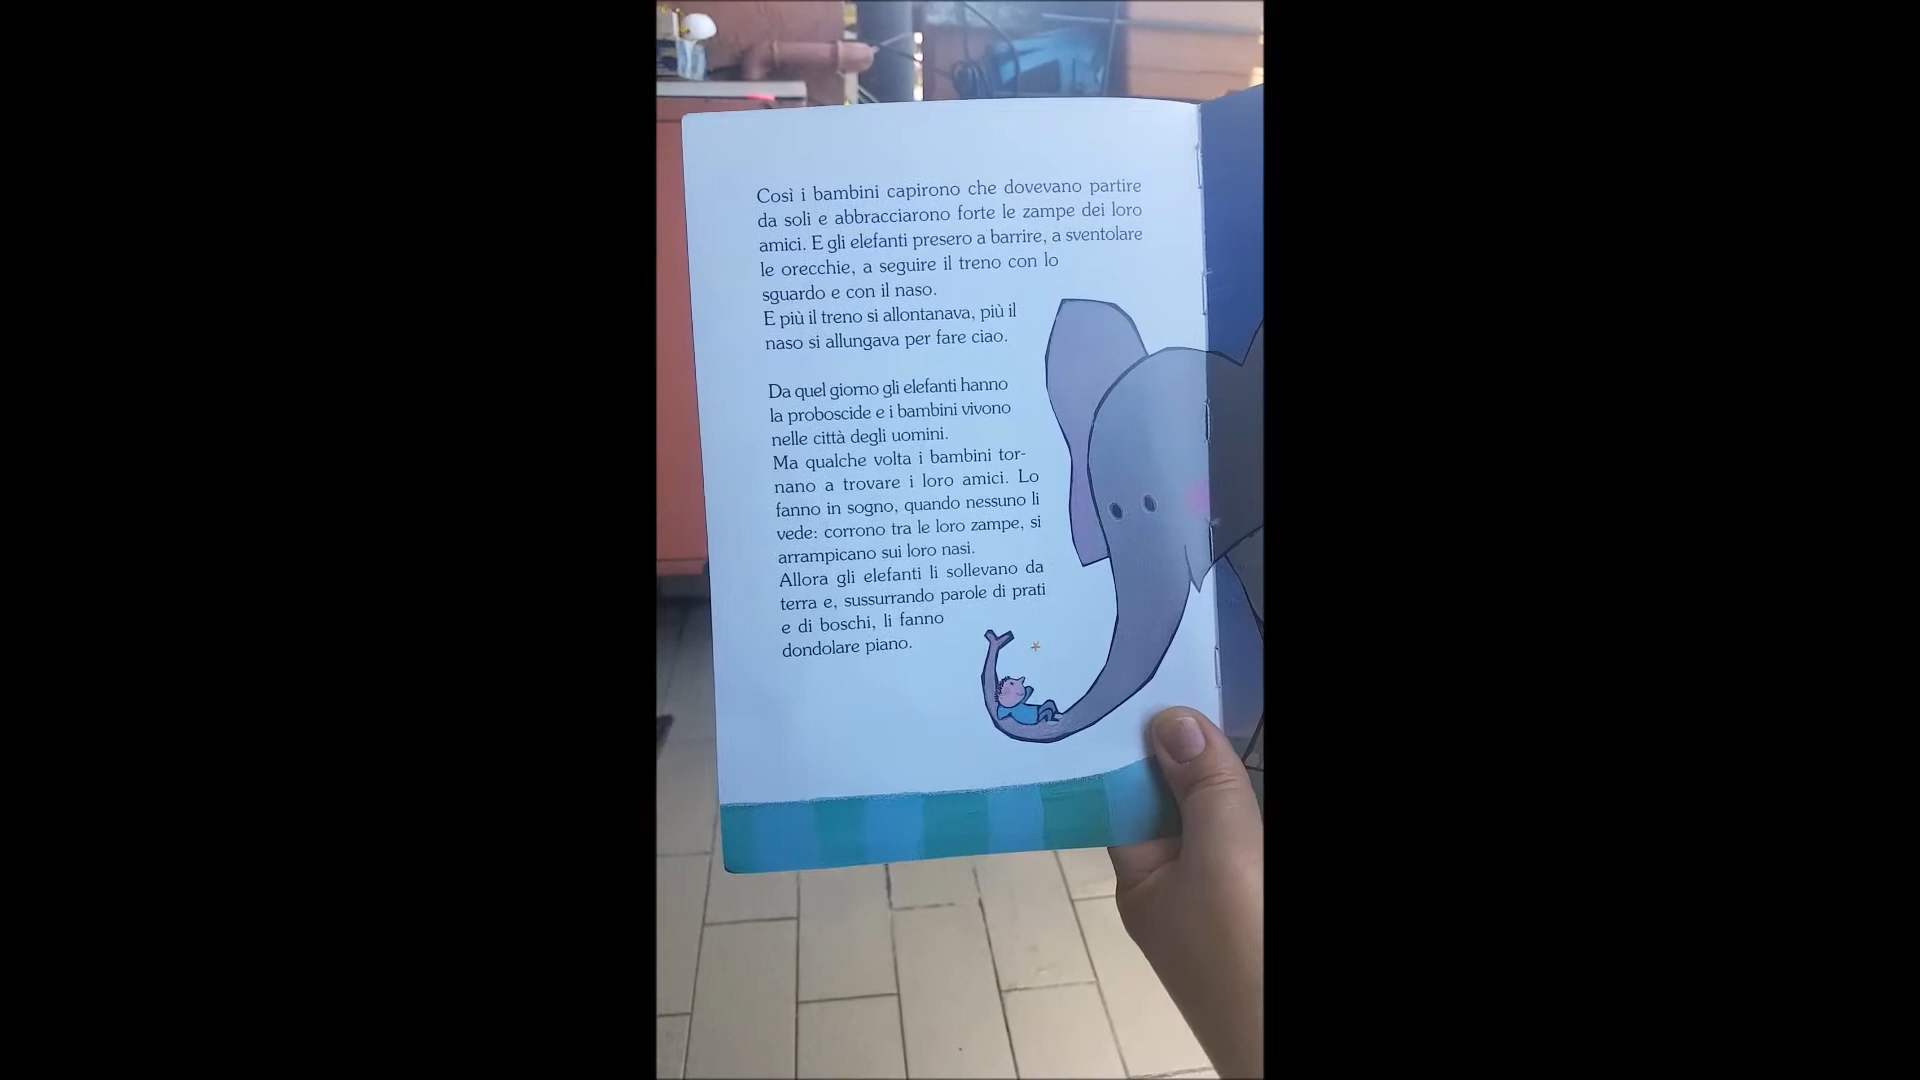 Così i bambini capirono che dovevano partire
da soli e abbracciarono forte le zampe dei loro
amici. E gli elefanti presero a barrire, a sventolare
le orecchie, a seguire il treno con lo
sguardo e con il naso.
E più il treno si allontanava, più il
naso si allungava per fare ciao.
Da quel giorno gli elefanti hanno
la proboscide e i bambini vivono
nelle città degli uomini.
Ma qualche volta i bambini tor-
nano a trovare i loro amici. Lo
fanno in sogno, quando nessuno li
vede: corrono tra le loro zampe, si
arrampicano sui loro nasi.
Allora gli elefanti li sollevano da
terra e, sussurrando parole di prati
e di boschi, li fanno
dondolare piano.